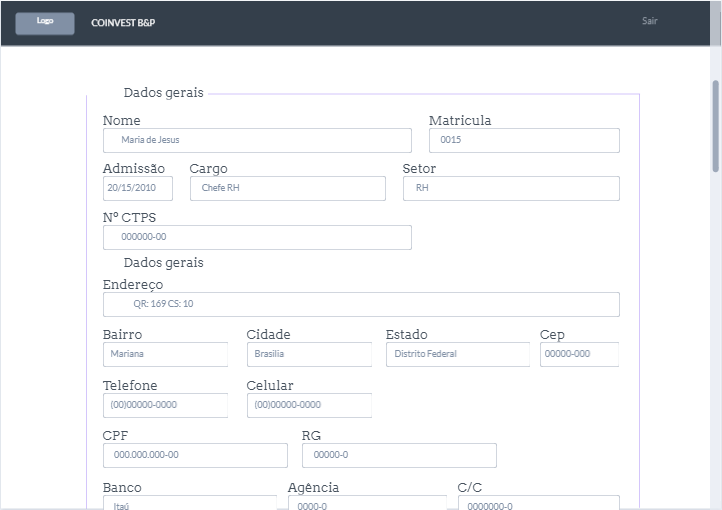 Logo COINVEST B&P Sair
Dados gerais
Nome Matricula
Maria de Jesus 0015
Admissão Cargo Setor
20/15/2010 Chefe RH RH
Nº CTPS
000000-00
Dados gerais
Endereço
QR: 169 CS: 10
Bairro Cidade Estado Cep
Mariana Brasilia Distrito Federal 00000-000
Telefone Celular
(00)00000-0000 (00)00000-0000
CPF RG
000.000.000-00 00000-0
Banco Agência C/C
Itaú 0000-0 0000000-0